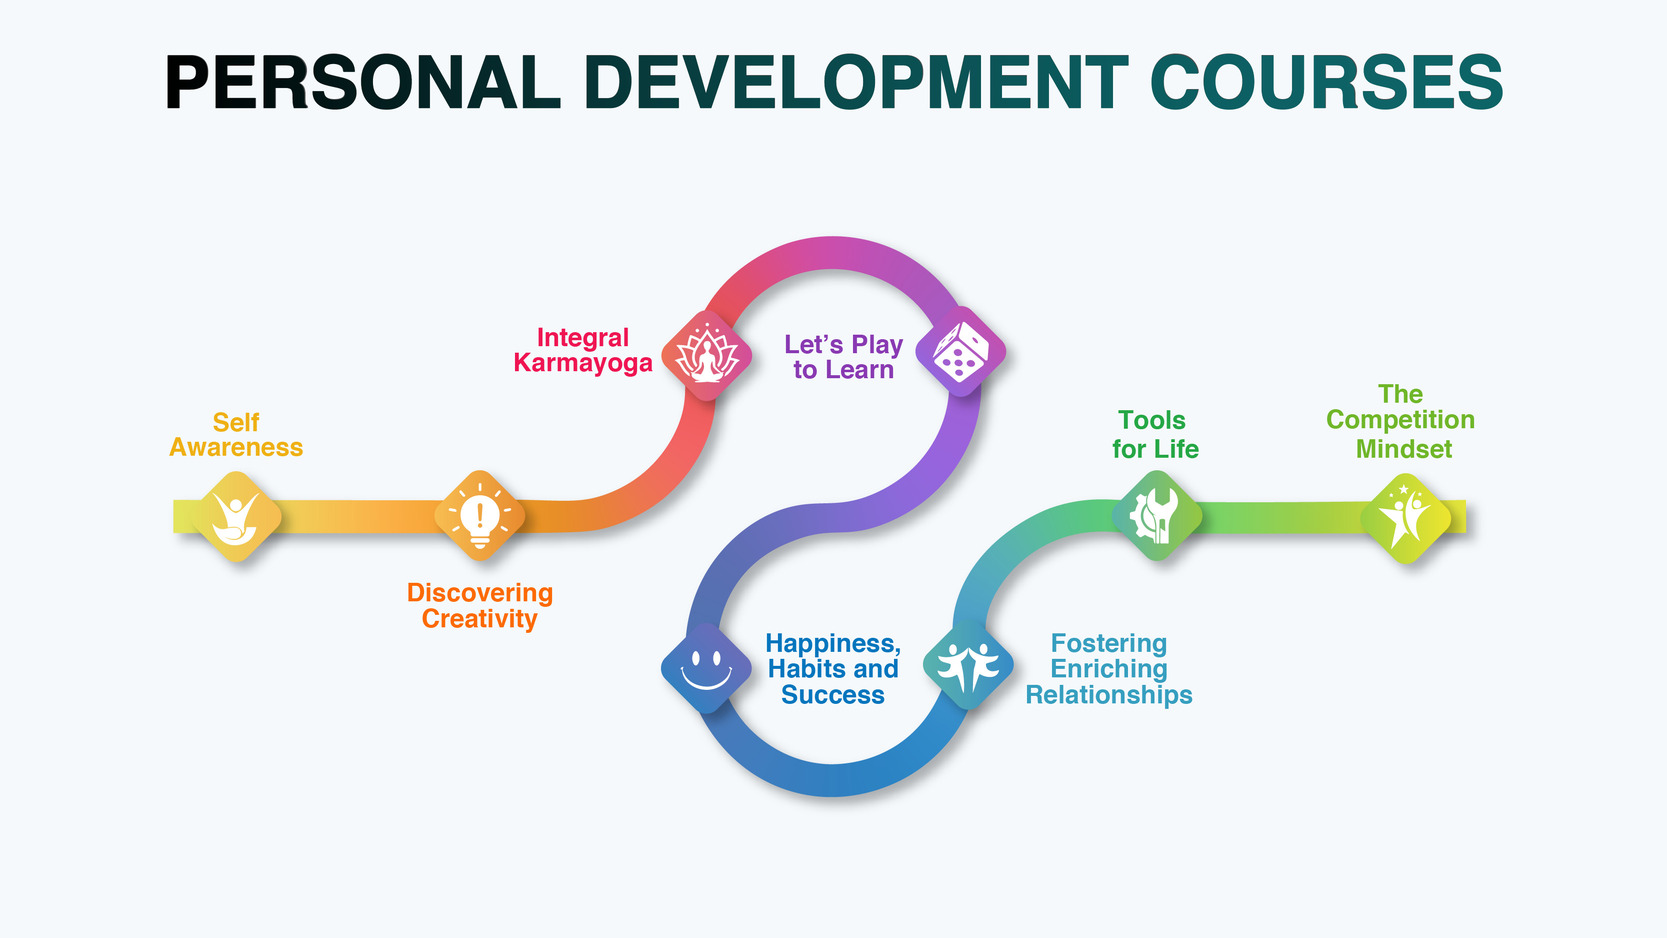 PERSONAL DEVELOPMENT COURSES
Self
Awareness
Discovering
Creativity
Integral
Karmayoga
Let’s Play
to Learn
Happiness,
Habits and
Success
Fostering
Enriching
Relationships
Tools
for Life
The
Competition
Mindset